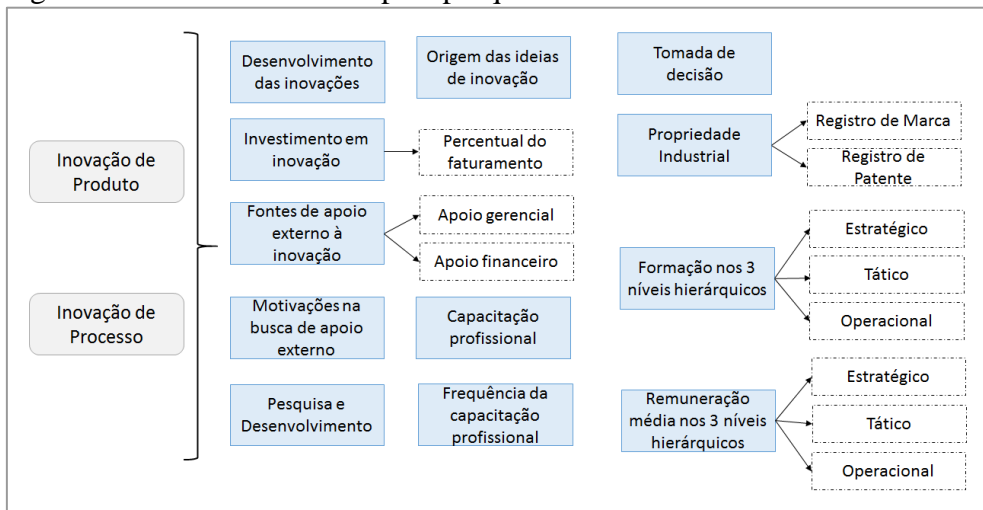 Desenvolvimento
das inovações
Origem das ideias
de inovação
Tomada de
decisão
Investimento em
inovação
Percentual do
faturamento
Propriedade
Industrial
Registro de Marca
Registro de
Patente
Inovação de
Produto
Fontes de apoio
externo à
inovação
Apoio gerencial
Apoio financeiro
Formação nos 3
níveis hierárquicos
Estratégico
Tático
Operacional
Inovação de
Processo
Motivações na
busca de apoio
externo
Capacitação
profissional
Pesquisa e
Desenvolvimento
Frequência da
capacitação
profissional
Remuneração
média nos 3 níveis
hierárquicos
Estratégico
Tático
Operacional